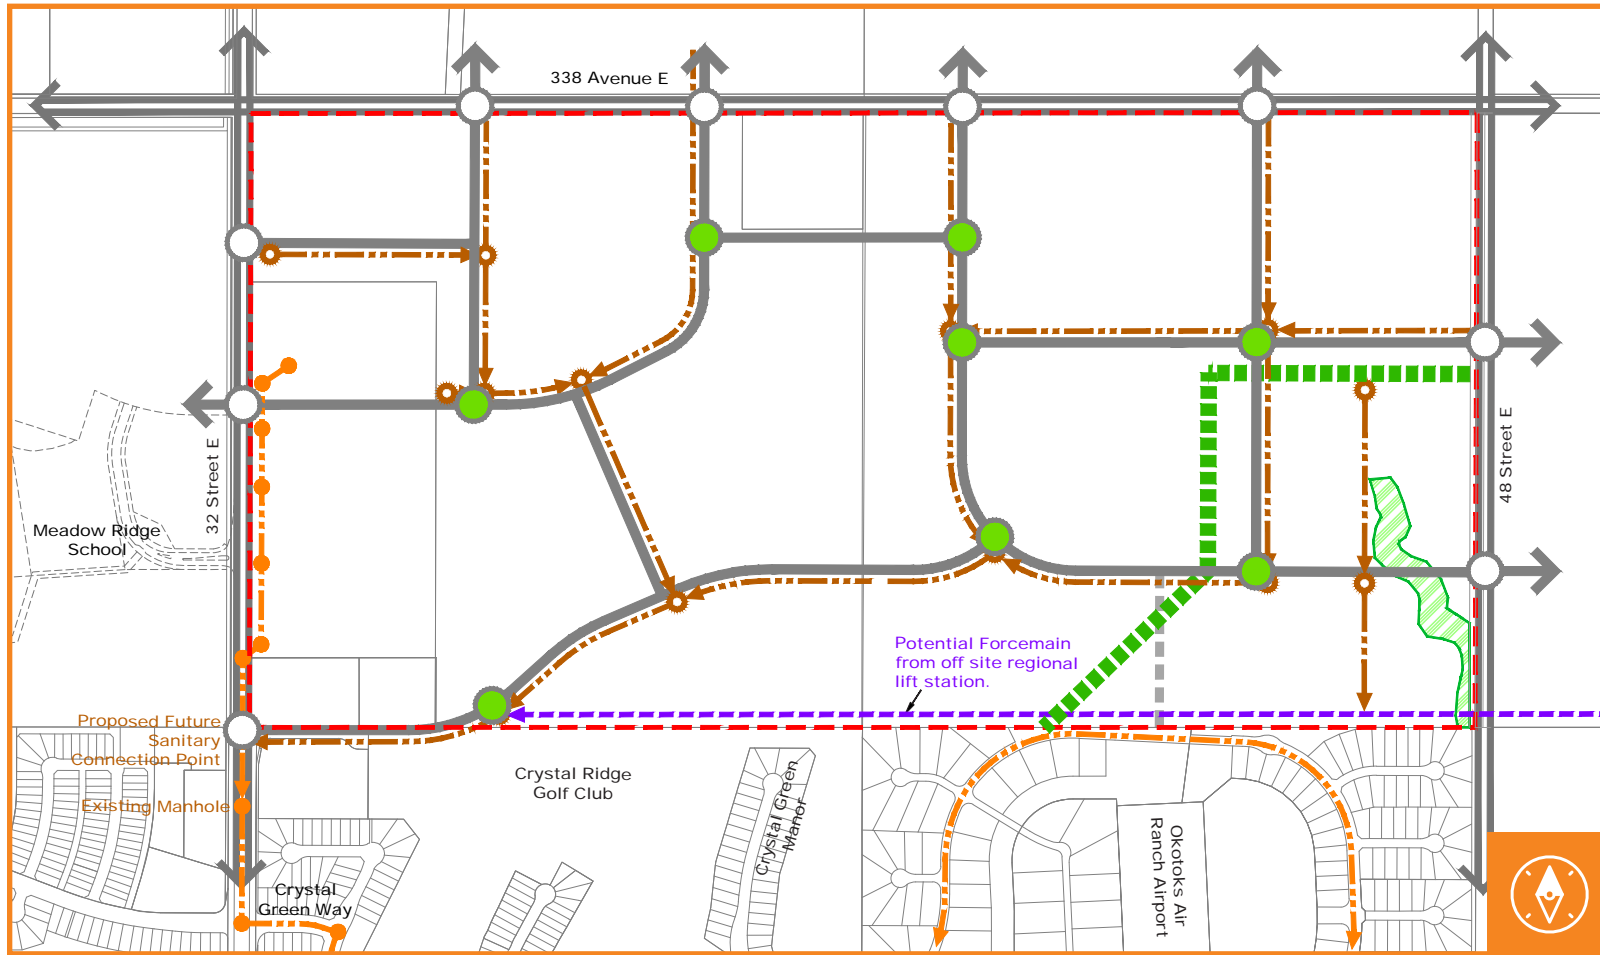 338 Avenue E
32 Street E
48 Street E
Meadow Ridge
School
Potential Forcemain
from off site regional
lift station.
Proposed Future
Sanitary
Connection Point
Existing Manhole
Crystal Ridge
Golf Club
Crystal Green
Manor
Okotoks Air
Ranch Airport
Crystal
Green Way